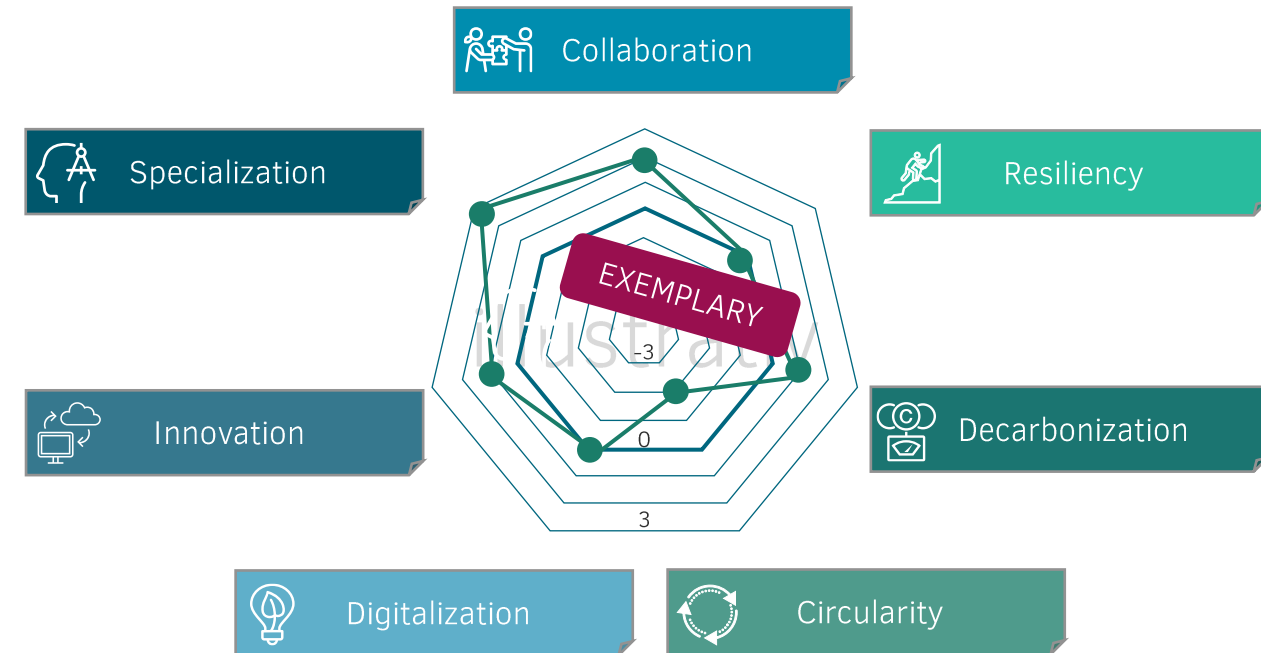 Collaboration
Specialization
Resiliency
EXEMPLARY
illustrativ
-3
Innovation
Decarbonization
C
0
3
Digitalization
Circularity